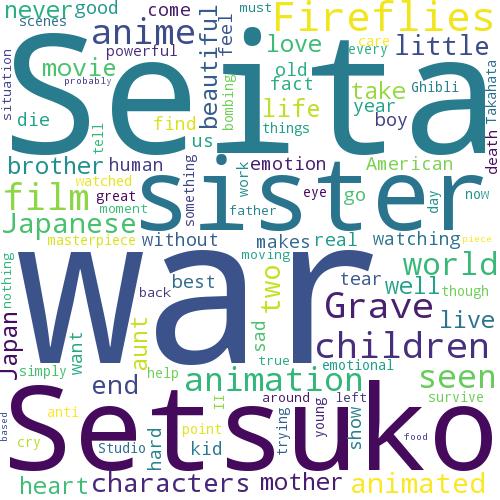 never
good
come
must
Fireflies
scenes
anime
beautiful
feel
care
every
little
situation
powerful
love
movie
probably
bombing
old
fact
take
Ghibli
Takahata
Seita
die
tell
find
us
life
things
year
boy
death
brother
human
something
emotion
American
watched
great
sister
work
eye
go
day
now
film
moment
father
Japanese
masterpiece
without
makes
real
watching
piece
nothing
war
moving
back
best
two
tear
well
world
though
Japan
want
aunt
sad
Grave
live
true
children
simply
help
emotional
end
animation
seen
II
around
young
left
survive
based
anti
Setsuko
cry
Studio
hard
kid
point
trying
show
food
heart
characters
mother
animated